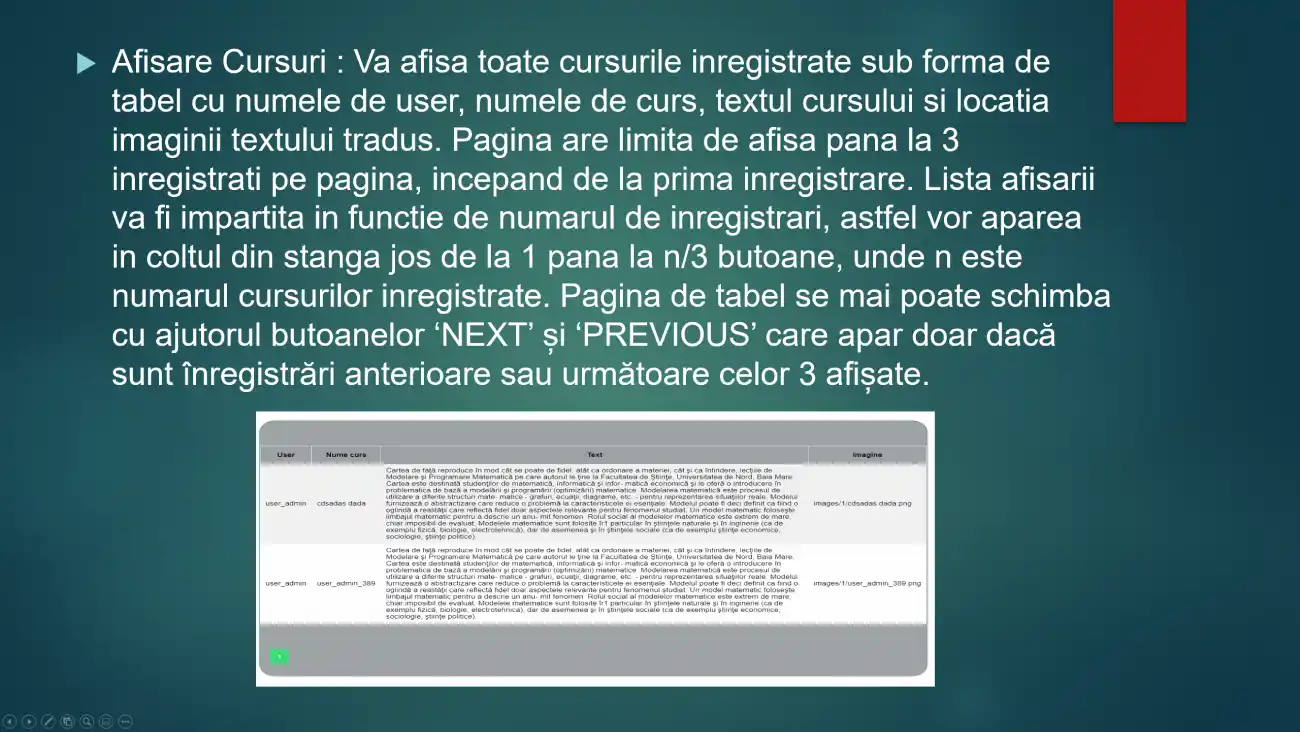 Afisare Cursuri : Va afisa toate cursurile inregistrate sub forma de
tabel cu numele de user, numele de curs, textul cursului si locatia
imaginii textului tradus. Pagina are limita de afisa pana la 3
inregistrati pe pagina, incepand de la prima inregistrare. Lista afisarii
va fi impartita in functie de numarul de inregistrari, astfel vor aparea
in coltul din stanga jos de la 1 pana la n/3 butoane, unde n este
numarul cursurilor inregistrate. Pagina de tabel se mai poate schimba
cu ajutorul butoanelor ‘NEXT’ și ‘PREVIOUS’ care apar doar dacă
sunt înregistrări anterioare sau următoare celor 3 afișate.
User Nume curs Text Imagine
Cartea de faţă reproduce în mod cât se poate de fidel, atât ca ordonare a materiei, cât şi ca întindere, lecţiile de
Modelare şi Programare Matematică pe care autorul le ţine la Facultatea de Ştiinţe, Universitatea de Nord, Baia Mare.
Cartea este destinată studenţilor de matematică, informatică şi infor- matică economică şi le oferă o introducere în
problematica de bază a modelării şi programării (optimizării) matematice. Modelarea matematică este procesul de
utilizare a diferite structuri mate- matice - grafuri, ecuaţii, diagrame, etc. - pentru reprezentarea situaţiilor reale. Modelul
user_admin cdsadas dada furnizează o abstractizare care reduce o problemă la caracteristicile ei esenţiale. Modelul poate fi deci definit ca fiind o images/1/cdsadas dada.png
oglindă a realităţii care reflectă fidel doar aspectele relevante pentru fenomenul studiat. Un model matematic foloseşte
limbajul matematic pentru a descrie un anu- mit fenomen. Rolul social al modelelor matematice este extrem de mare,
chiar imposibil de evaluat. Modelele matematice sunt folosite în particular în ştiinţele naturale şi în inginerie (ca de
exemplu fizică, biologie, electrotehnică), dar de asemenea şi în ştiinţele sociale (ca de exemplu ştiinţe economice,
sociologie, ştiinţe politice).
Cartea de faţă reproduce în mod cât se poate de fidel, atât ca ordonare a materiei, cât şi ca întindere, lecţiile de
Modelare şi Programare Matematică pe care autorul le ţine la Facultatea de Ştiinţe, Universitatea de Nord, Baia Mare.
Cartea este destinată studenţilor de matematică, informatică şi infor- matică economică şi le oferă o introducere în
problematica de bază a modelării şi programării (optimizării) matematice. Modelarea matematică este procesul de
utilizare a diferite structuri mate- matice - grafuri, ecuaţii, diagrame, etc. - pentru reprezentarea situaţiilor reale. Modelul
user_admin user_admin_389 furnizează o abstractizare care reduce o problemă la caracteristicile ei esenţiale. Modelul poate fi deci definit ca fiind o images/1/user_admin_389.png
oglindă a realităţii care reflectă fidel doar aspectele relevante pentru fenomenul studiat. Un model matematic foloseşte
limbajul matematic pentru a descrie un anu- mit fenomen. Rolul social al modelelor matematice este extrem de mare,
chiar imposibil de evaluat. Modelele matematice sunt folosite în particular în ştiinţele naturale şi în inginerie (ca de
exemplu fizică, biologie, electrotehnică), dar de asemenea şi în ştiinţele sociale (ca de exemplu ştiinţe economice,
sociologie, ştiinţe politice).
1